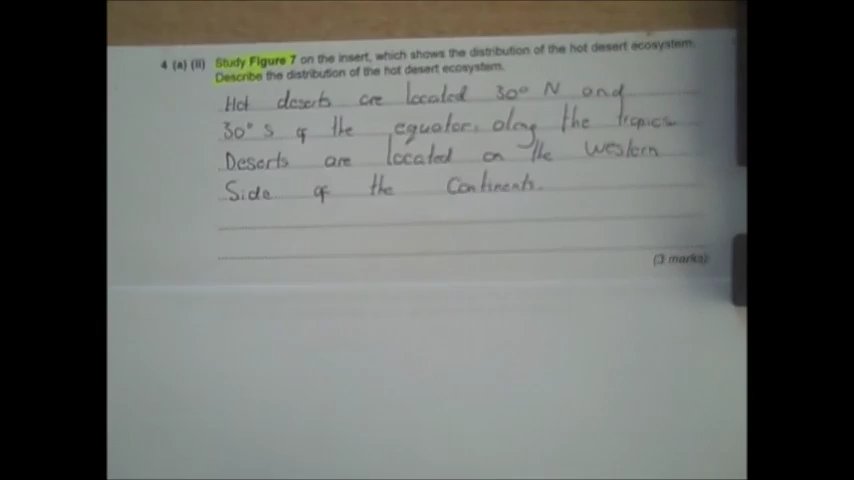 4 (a) (ii) Study Figure 7 on the insert, which shows the distribution of the hot desert ecosystem.
Describe the distribution of the hot desert ecosystem.
Hot deserts are located 30° N and
30° S of the equator, along the tropics.
Deserts are located on the western
Side of the Continents.
(3 marks)